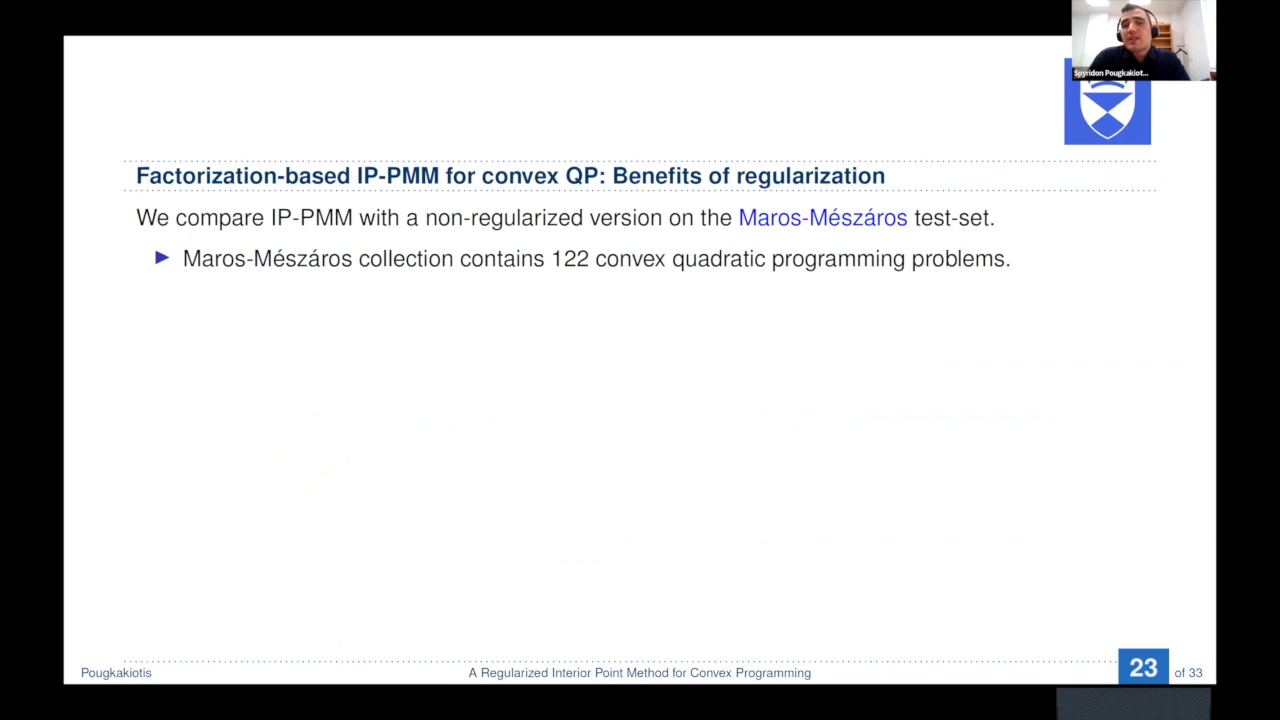 Spyridon Pougkakiot...
Factorization-based IP-PMM for convex QP: Benefits of regularization
We compare IP-PMM with a non-regularized version on the Maros-Mészáros test-set.
Maros-Mészáros collection contains 122 convex quadratic programming problems.
Pougkakiotis
A Regularized Interior Point Method for Convex Programming
23 of 33